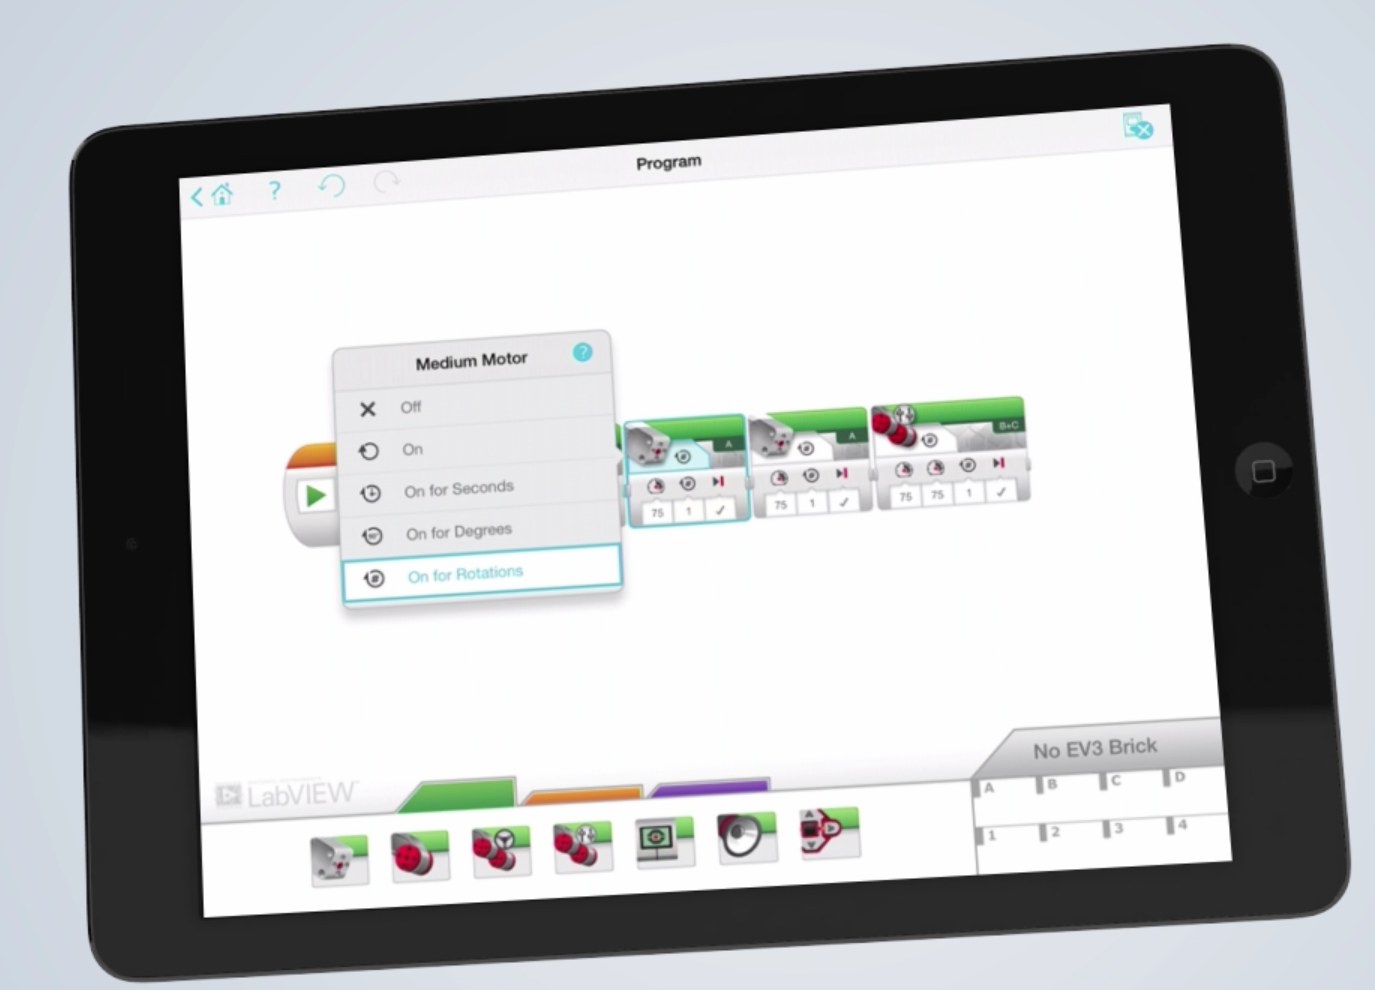 Program
?
Medium Motor
?
Off
On
On for Seconds
On for Degrees
On for Rotations
A
75 1
A
75 1
B+C
75 75 1
LabVIEW™
No EV3 Brick
A B C D
1 2 3 4